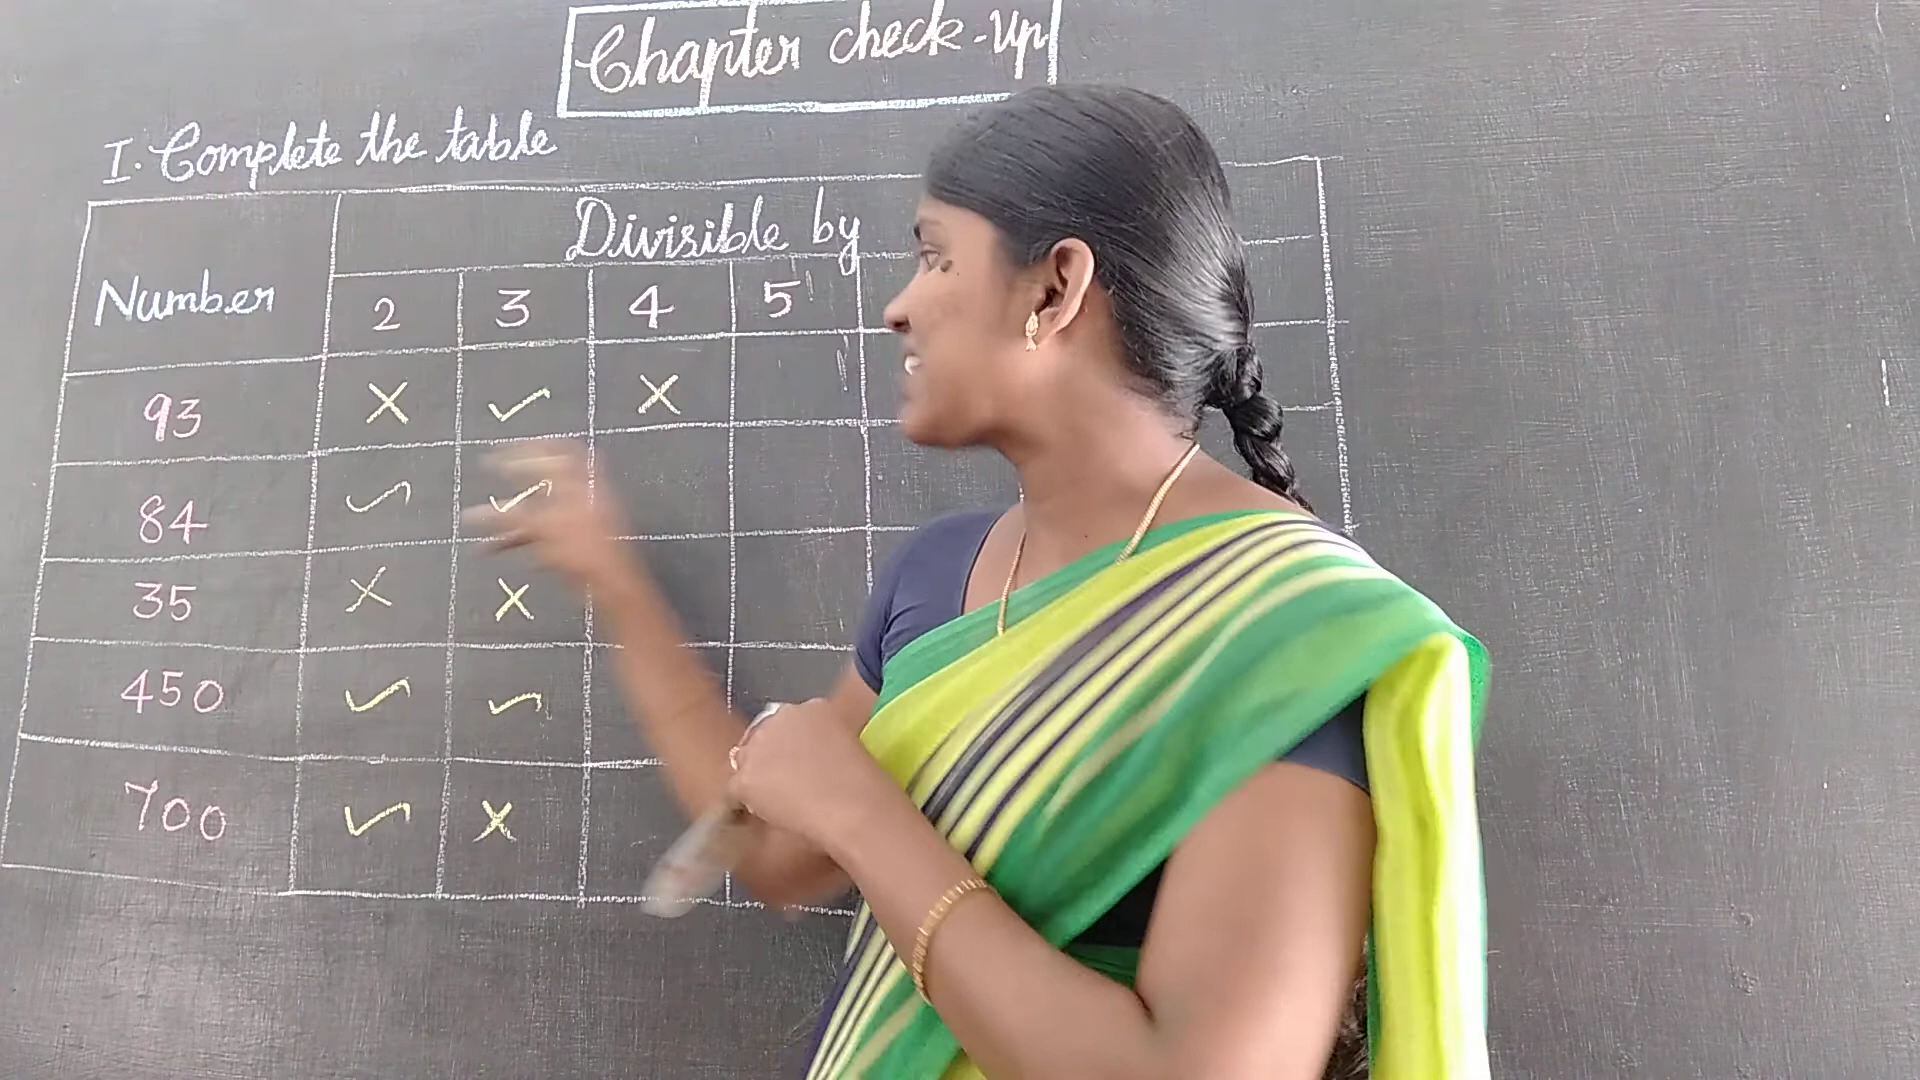 Chapter check-up
I. Complete the table
Divisible by
Number 2 3 4 5
93 ✗ ✓ ✗
84 ✓ ✓
35 ✗ ✗
450 ✓ ✓
700 ✓ ✗